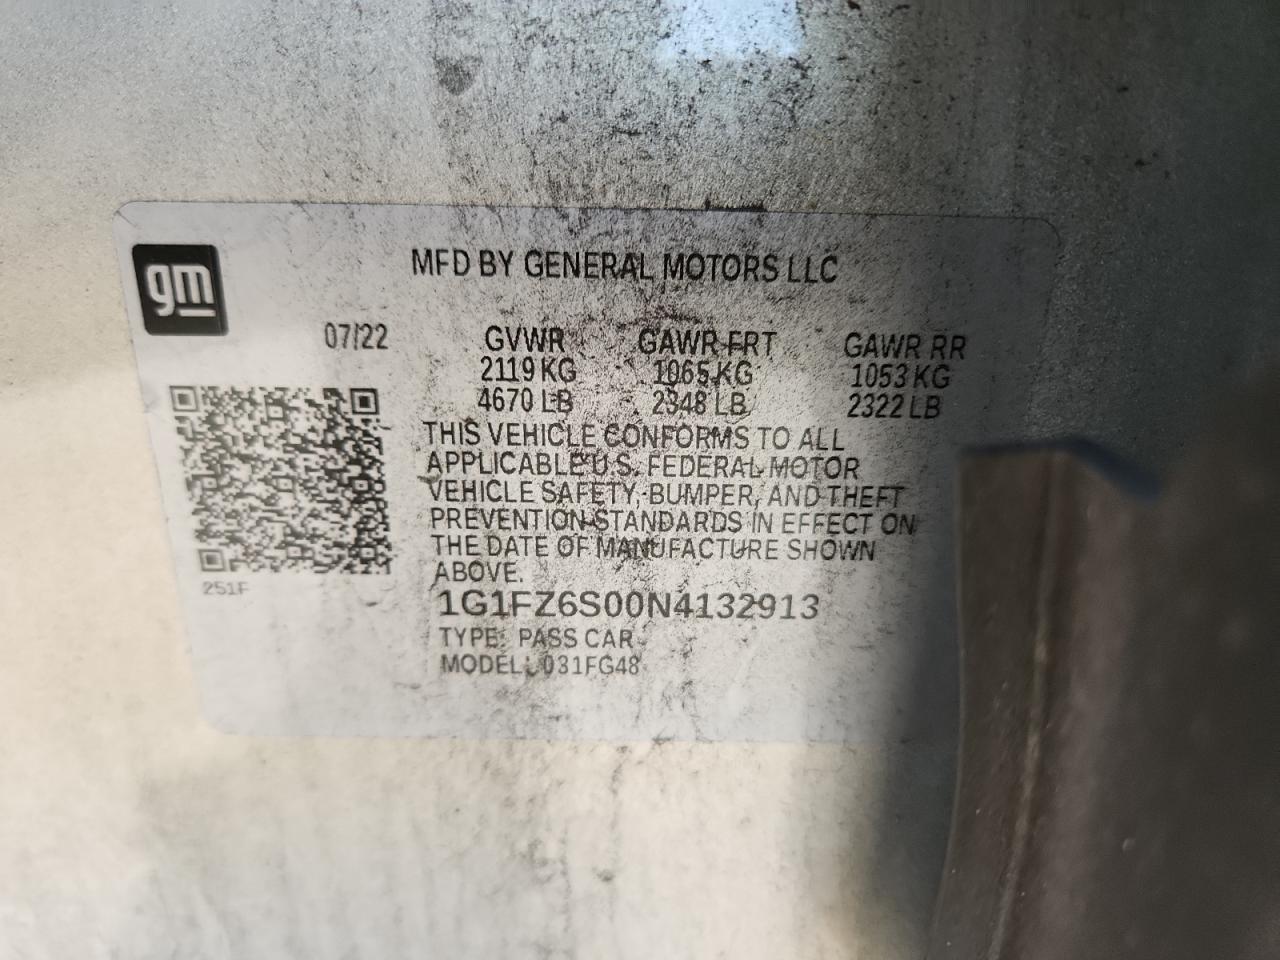 gm
MFD BY GENERAL MOTORS LLC
07/22 GVWR GAWR FRT GAWR RR
2119 KG 1065 KG 1053 KG
4670 LB 2348 LB 2322 LB
THIS VEHICLE CONFORMS TO ALL
APPLICABLE U.S. FEDERAL MOTOR
VEHICLE SAFETY, BUMPER, AND THEFT
PREVENTION STANDARDS IN EFFECT ON
THE DATE OF MANUFACTURE SHOWN
ABOVE.
251F
1G1FZ6S00N4132913
TYPE: PASS CAR
MODEL: 031FG48